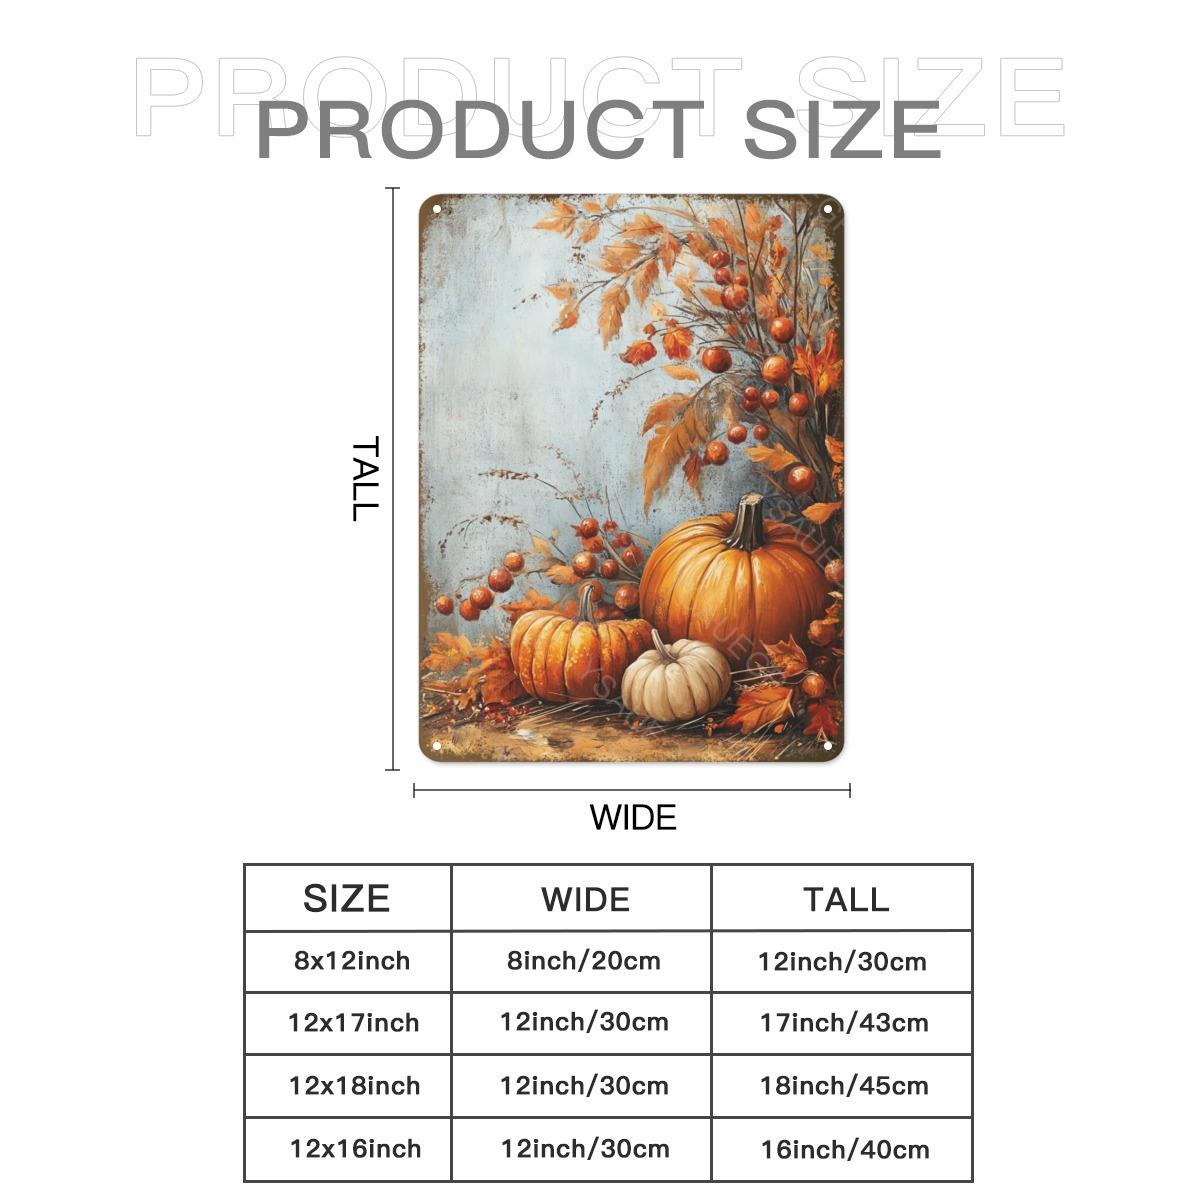 PRODUCT SIZE
PRODUCT SIZE
TALL
WIDE
SIZE WIDE TALL
8x12inch 8inch/20cm 12inch/30cm
12x17inch 12inch/30cm 17inch/43cm
12x18inch 12inch/30cm 18inch/45cm
12x16inch 12inch/30cm 16inch/40cm